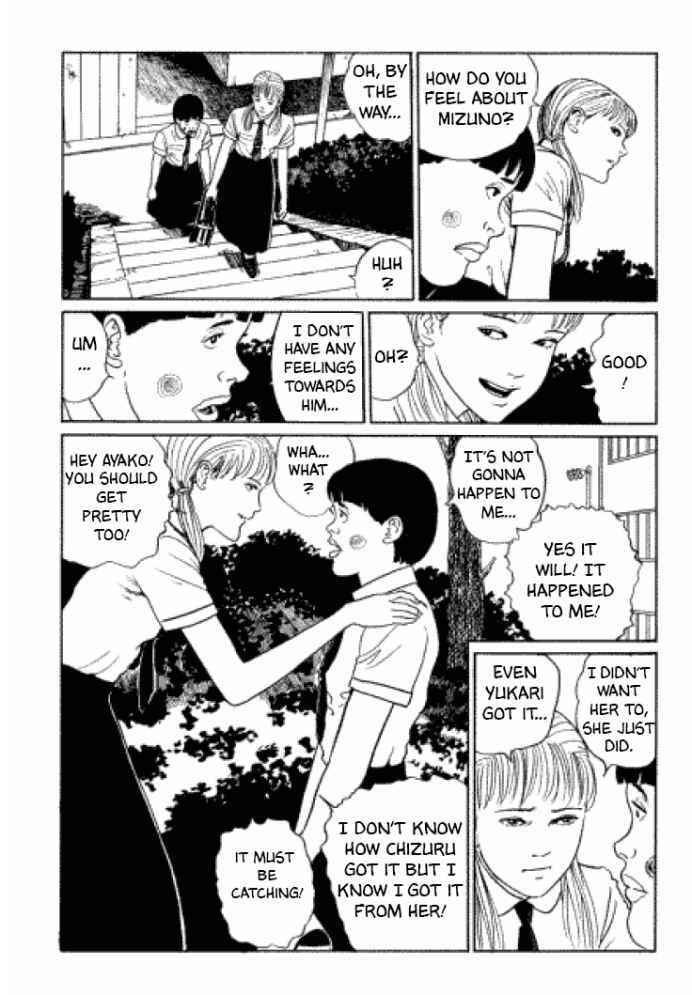 OH, BY
THE
WAY...
HUH
?
HOW DO YOU
FEEL ABOUT
MIZUNO?
UM
...
I DON'T
HAVE ANY
FEELINGS
TOWARDS
HIM...
OH?
GOOD
!
HEY AYAKO!
YOU SHOULD
GET
PRETTY
TOO!
WHA...
WHAT
?
IT'S NOT
GONNA
HAPPEN TO
ME...
YES IT
WILL! IT
HAPPENED
TO ME!
IT MUST
BE
CATCHING!
I DON'T KNOW
HOW CHIZURU
GOT IT BUT I
KNOW I GOT IT
FROM HER!
EVEN
YUKARI
GOT IT...
I DIDN'T
WANT
HER TO,
SHE JUST
DID.